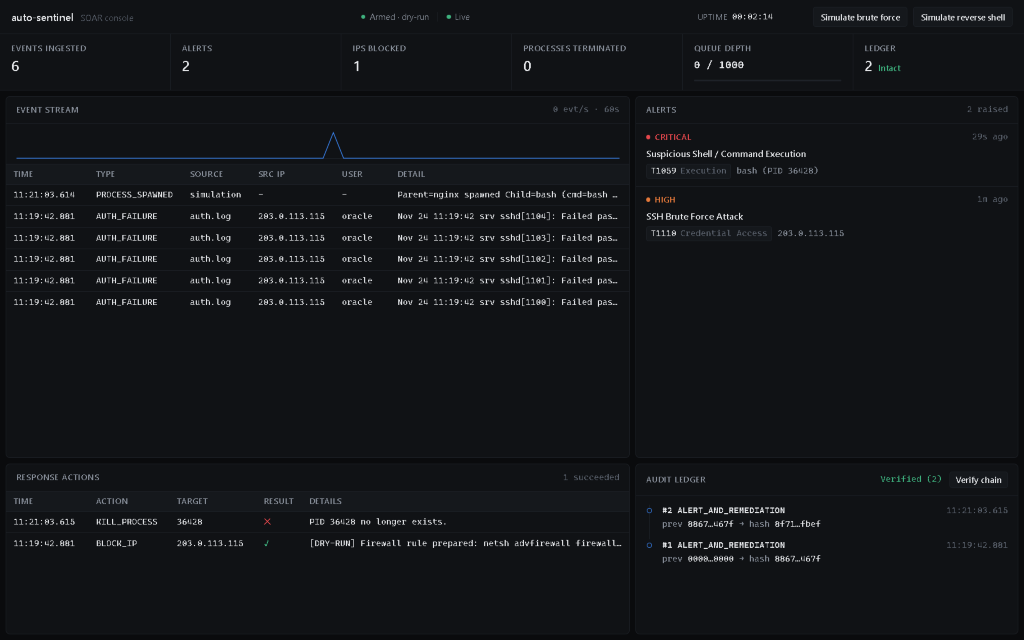 auto-sentinel SOAR console Armed · dry-run Live UPTIME 00:02:14 Simulate brute force Simulate reverse shell
EVENTS INGESTED ALERTS IPS BLOCKED PROCESSES TERMINATED QUEUE DEPTH LEDGER
6 2 1 0 0 / 1000 2 Intact
EVENT STREAM 0 evt/s · 60s
TIME TYPE SOURCE SRC IP USER DETAIL
11:21:03.614 PROCESS_SPAWNED simulation – – Parent=nginx spawned Child=bash (cmd=bash …
11:19:42.881 AUTH_FAILURE auth.log 203.0.113.115 oracle Nov 24 11:19:42 srv sshd[1104]: Failed pas…
11:19:42.881 AUTH_FAILURE auth.log 203.0.113.115 oracle Nov 24 11:19:42 srv sshd[1103]: Failed pas…
11:19:42.881 AUTH_FAILURE auth.log 203.0.113.115 oracle Nov 24 11:19:42 srv sshd[1102]: Failed pas…
11:19:42.881 AUTH_FAILURE auth.log 203.0.113.115 oracle Nov 24 11:19:42 srv sshd[1101]: Failed pas…
11:19:42.881 AUTH_FAILURE auth.log 203.0.113.115 oracle Nov 24 11:19:42 srv sshd[1100]: Failed pas…
ALERTS 2 raised
CRITICAL 29s ago
Suspicious Shell / Command Execution
T1059 Execution bash (PID 36428)
HIGH 1m ago
SSH Brute Force Attack
T1110 Credential Access 203.0.113.115
RESPONSE ACTIONS 1 succeeded
TIME ACTION TARGET RESULT DETAILS
11:21:03.615 KILL_PROCESS 36428 ✕ PID 36428 no longer exists.
11:19:42.881 BLOCK_IP 203.0.113.115 ✓ [DRY-RUN] Firewall rule prepared: netsh advfirewall firewall…
AUDIT LEDGER Verified (2) Verify chain
#2 ALERT_AND_REMEDIATION 11:21:03.615
prev 8867…467f → hash 8f71…fbef
#1 ALERT_AND_REMEDIATION 11:19:42.881
prev 0000…0000 → hash 8867…467f